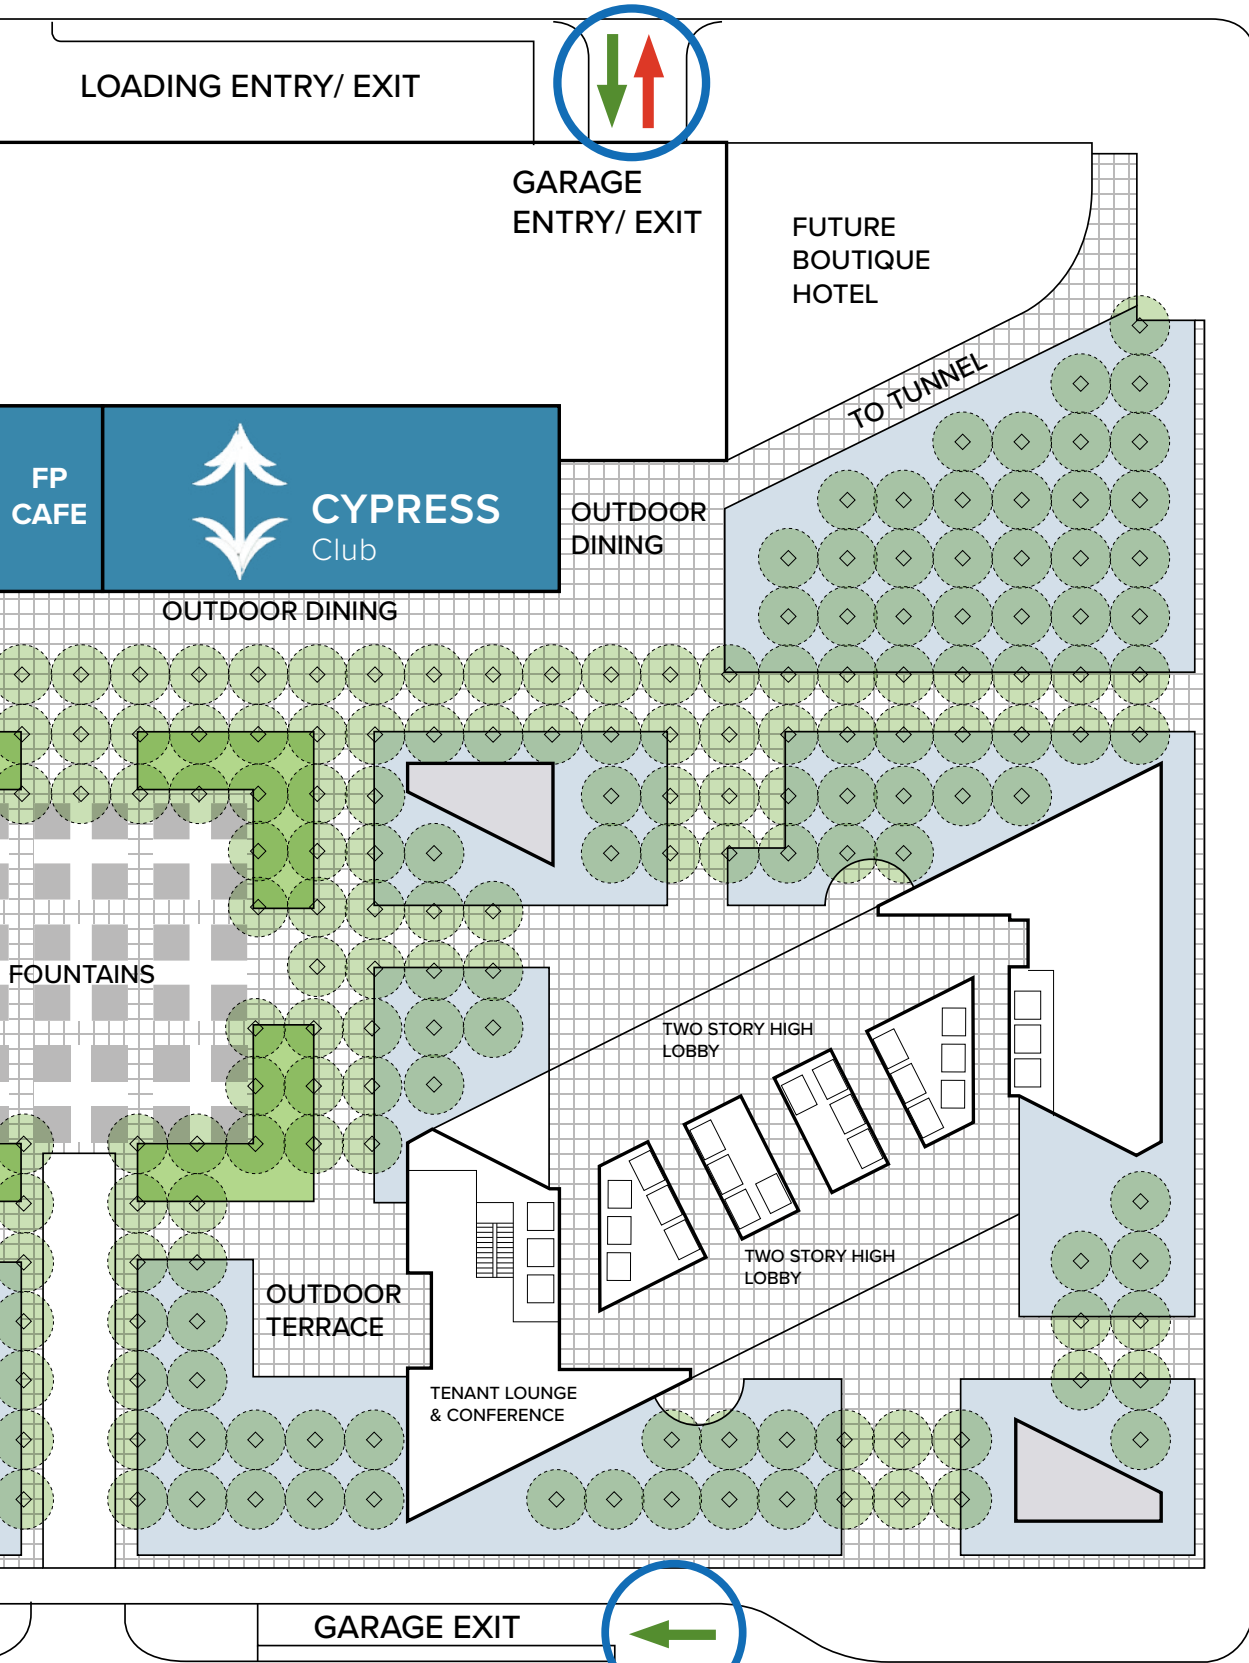 LOADING ENTRY/ EXIT
GARAGE
ENTRY/ EXIT
FUTURE
BOUTIQUE
HOTEL
TO TUNNEL
FP
CAFE
CYPRESS
Club
OUTDOOR
DINING
OUTDOOR DINING
FOUNTAINS
TWO STORY HIGH
LOBBY
TWO STORY HIGH
LOBBY
OUTDOOR
TERRACE
TENANT LOUNGE
& CONFERENCE
GARAGE EXIT